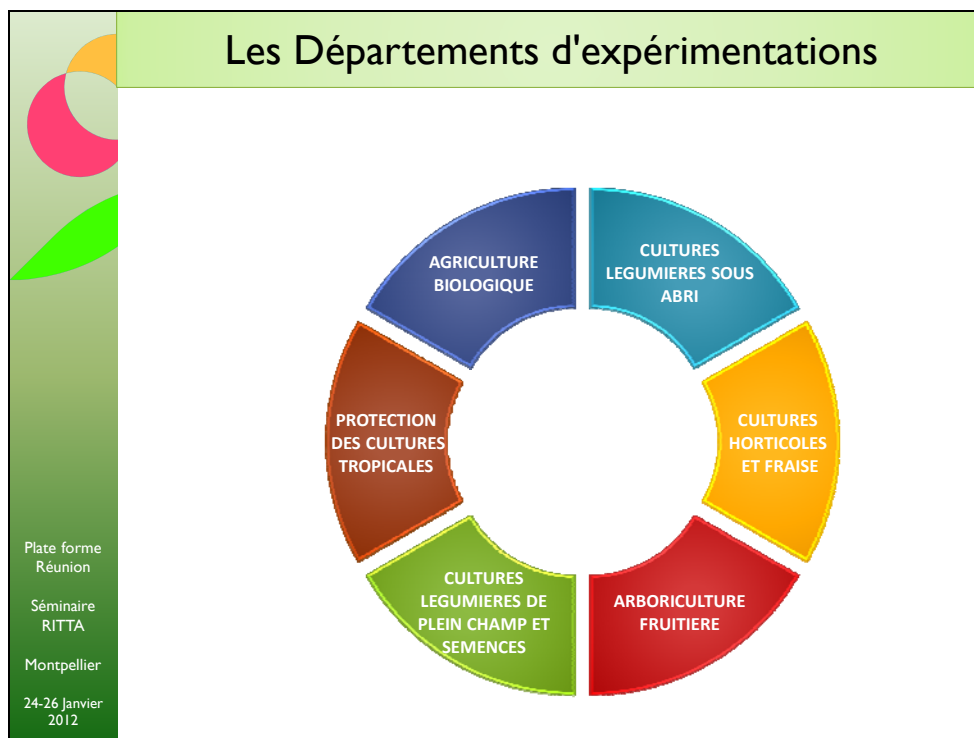 Les Départements d'expérimentations
AGRICULTURE
BIOLOGIQUE
CULTURES
LEGUMIERES SOUS
ABRI
PROTECTION
DES CULTURES
TROPICALES
CULTURES
HORTICOLES
ET FRAISE
CULTURES
LEGUMIERES DE
PLEIN CHAMP ET
SEMENCES
ARBORICULTURE
FRUITIERE
Plate forme
Réunion
Séminaire
RITTA
Montpellier
24-26 Janvier
2012